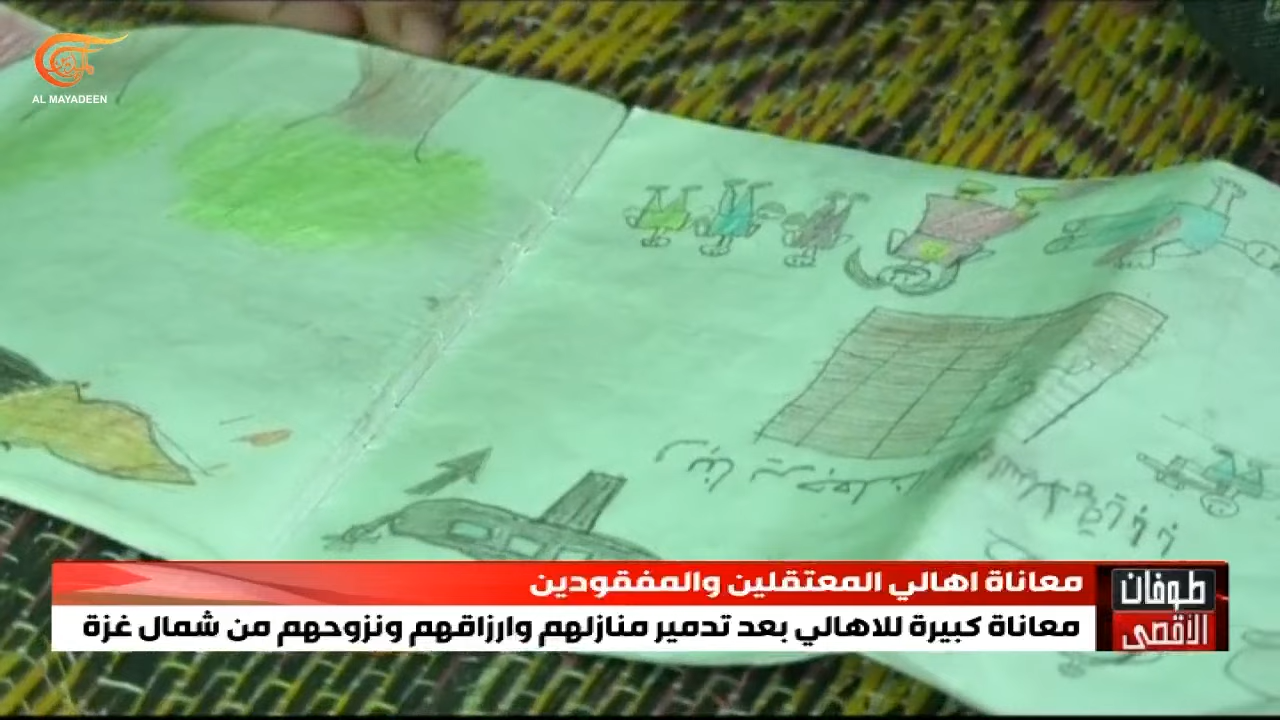 AL MAYADEEN
معاناة اهالي المعتقلين والمفقودين
معاناة كبيرة للاهالي بعد تدمير منازلهم وارزاقهم ونزوحهم من شمال غزة
طوفان
الأقصى